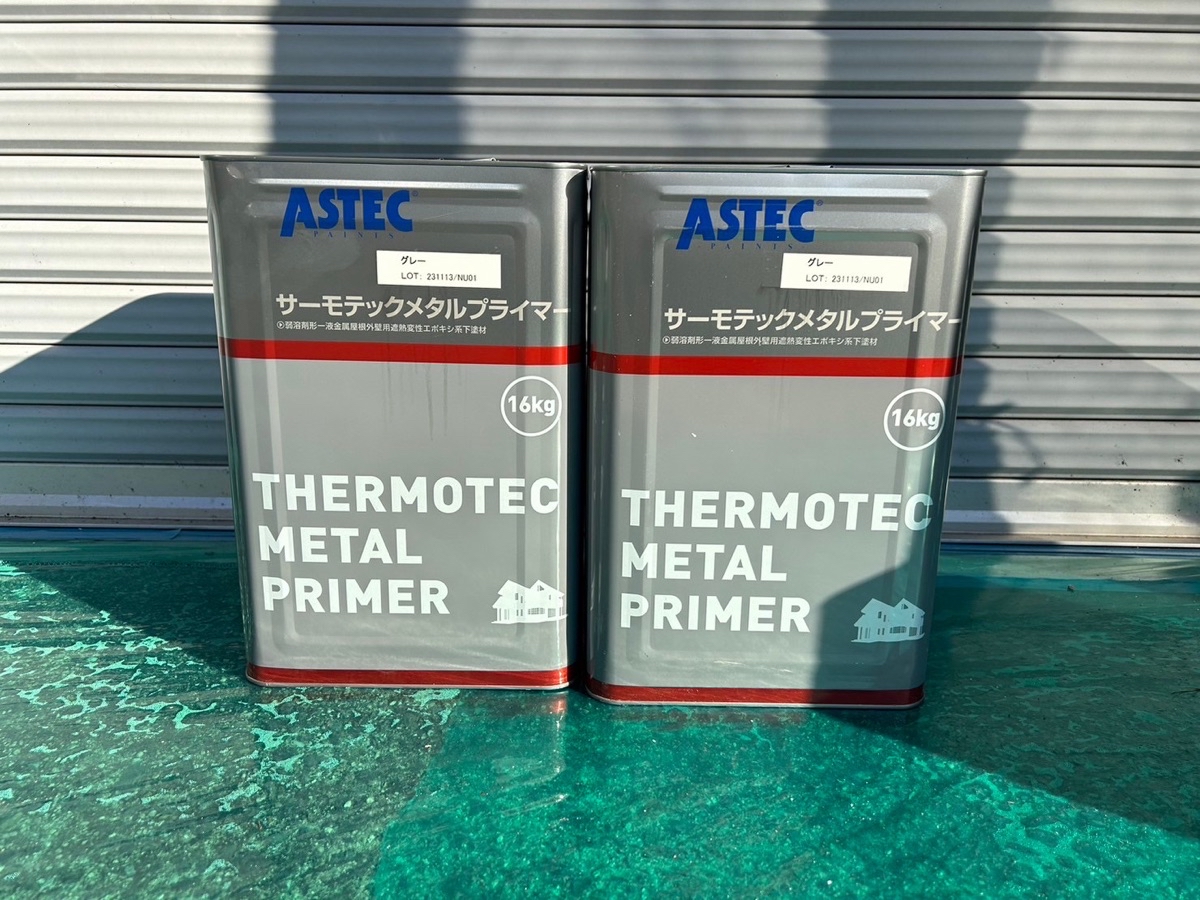 ASTEC
PAINTS
グレー
LOT: 231113/NU01
サーモテックメタルプライマー
弱溶剤形一液金属屋根外壁用遮熱変性エポキシ系下塗材
16kg
THERMOTEC
METAL
PRIMER
ASTEC
PAINTS
グレー
LOT: 231113/NU01
サーモテックメタルプライマー
弱溶剤形一液金属屋根外壁用遮熱変性エポキシ系下塗材
16kg
THERMOTEC
METAL
PRIMER